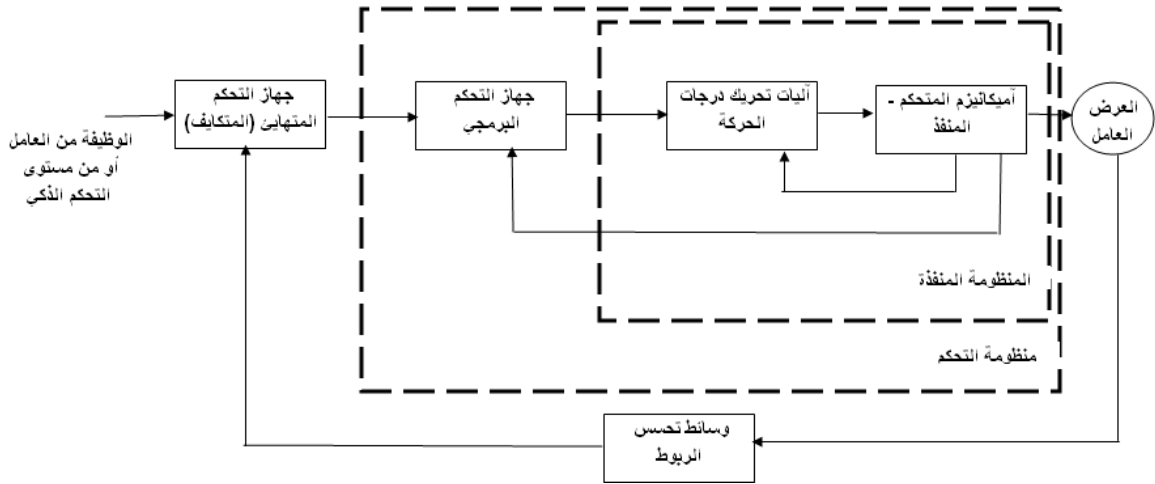 جهاز التحكم
المتهايئ (المتكايف)
جهاز التحكم
البرمجي
آليات تحريك درجات
الحركة
آميكانيزم المتحكم -
المنفذ
العرض
العامل
الوظيفة من العامل
أو من مستوى
التحكم الذكي
المنظومة المنفذة
منظومة التحكم
وسائط تحسس
الربوط